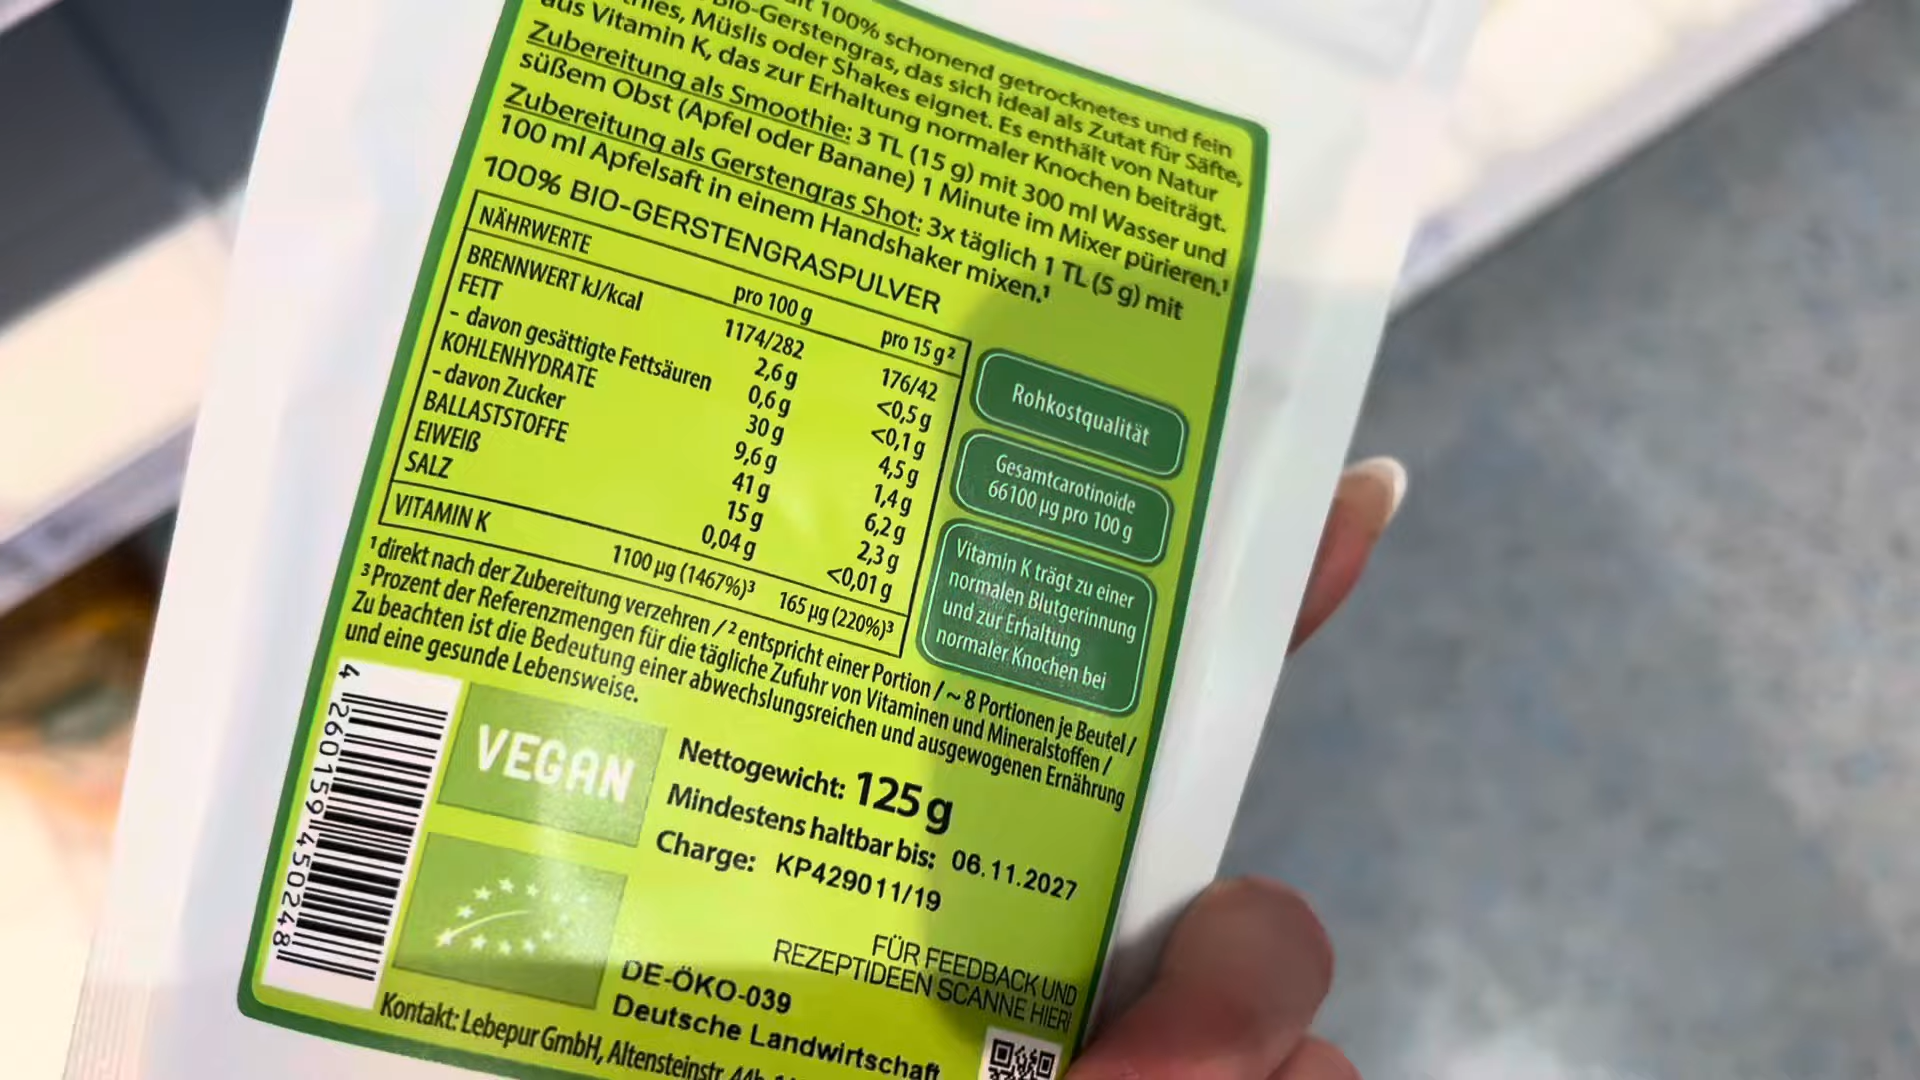 100% schonend getrocknetes und fein
Bio-Gerstengras, das sich ideal als Zutat für Säfte,
Müslis oder Shakes eignet. Es enthält von Natur
aus Vitamin K, das zur Erhaltung normaler Knochen beiträgt.
Zubereitung als Smoothie: 3 TL (15 g) mit 300 ml Wasser und
süßem Obst (Apfel oder Banane) 1 Minute im Mixer pürieren.¹
Zubereitung als Gerstengras Shot: 3x täglich 1 TL (5 g) mit
100 ml Apfelsaft in einem Handshaker mixen.¹
100% BIO-GERSTENGRASPULVER
NÄHRWERTE pro 100 g pro 15 g²
BRENNWERT kJ/kcal 1174/282 176/42
FETT 2,6 g <0,5 g
- davon gesättigte Fettsäuren 0,6 g <0,1 g
KOHLENHYDRATE 30 g 4,5 g
- davon Zucker 9,6 g 1,4 g
BALLASTSTOFFE 41 g 6,2 g
EIWEIß 15 g 2,3 g
SALZ 0,04 g <0,01 g
VITAMIN K 1100 µg (1467%)³ 165 µg (220%)³
Rohkostqualität
Gesamtcarotinoide
66100 µg pro 100 g
Vitamin K trägt zu einer
normalen Blutgerinnung
und zur Erhaltung
normaler Knochen bei
¹ direkt nach der Zubereitung verzehren / ² entspricht einer Portion / ~ 8 Portionen je Beutel /
³ Prozent der Referenzmengen für die tägliche Zufuhr von Vitaminen und Mineralstoffen /
Zu beachten ist die Bedeutung einer abwechslungsreichen und ausgewogenen Ernährung
und eine gesunde Lebensweise.
4 260159 450248
VEGAN
Nettogewicht: 125 g
Mindestens haltbar bis: 06.11.2027
Charge: KP429011/19
FÜR FEEDBACK UND
REZEPTIDEEN SCANNE HIER
DE-ÖKO-039
Deutsche Landwirtschaft
Kontakt: Lebepur GmbH, Altensteinstr. 44b